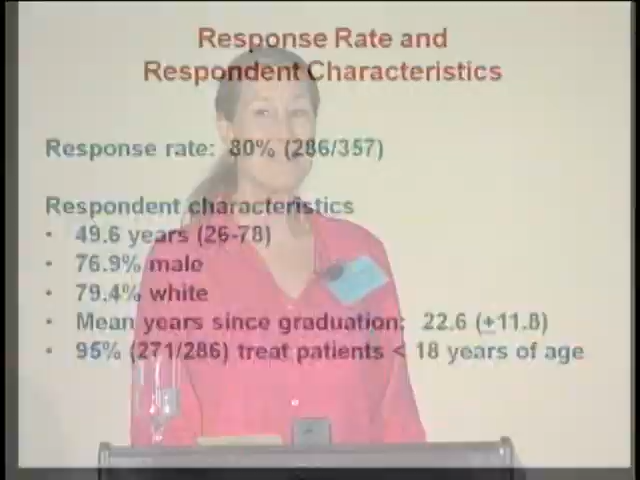 Response Rate and
Respondent Characteristics
Response rate: 80% (286/357)
Respondent characteristics
• 49.6 years (26-78)
• 76.9% male
• 79.4% white
• Mean years since graduation: 22.6 (+11.8)
• 95% (271/286) treat patients < 18 years of age